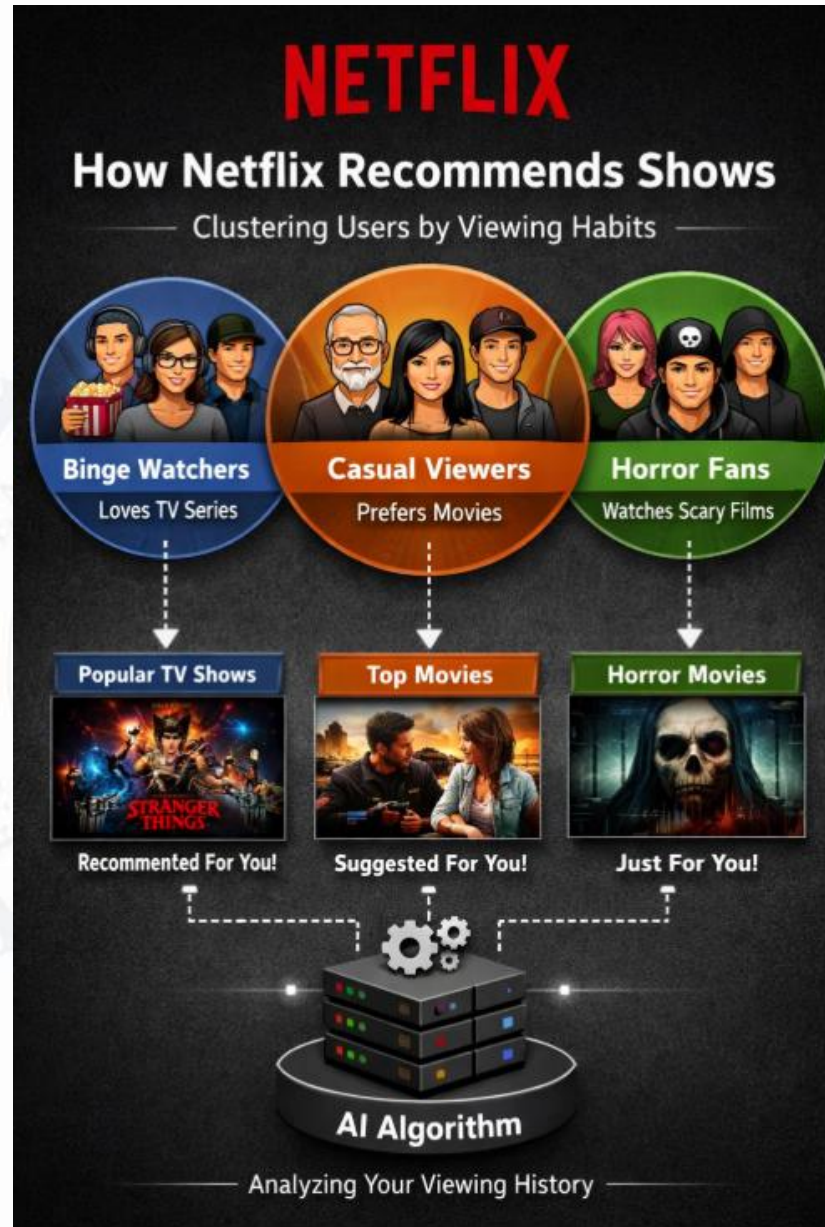 NETFLIX
How Netflix Recommends Shows
Clustering Users by Viewing Habits
Binge Watchers
Loves TV Series
Casual Viewers
Prefers Movies
Horror Fans
Watches Scary Films
Popular TV Shows
STRANGER
THINGS
Recommented For You!
Top Movies
Suggested For You!
Horror Movies
Just For You!
AI Algorithm
Analyzing Your Viewing History